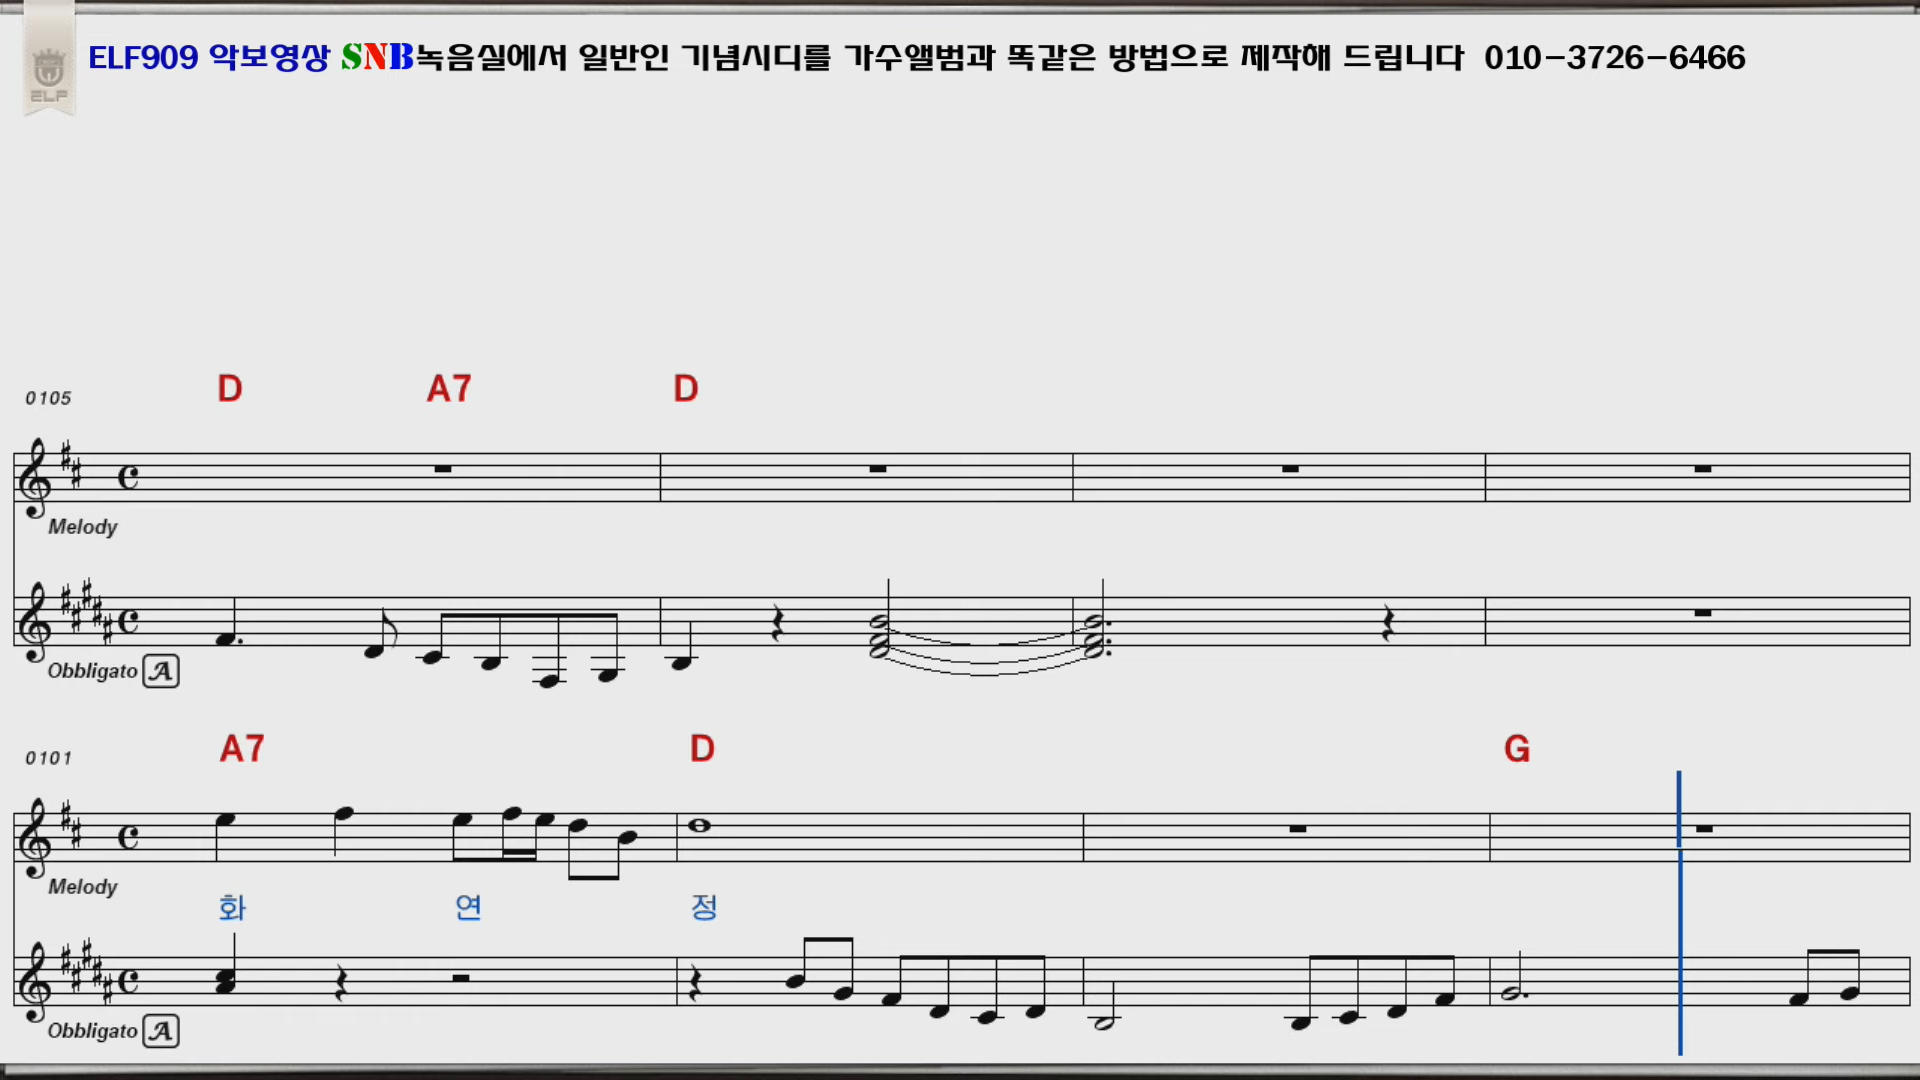 ELF909 악보영상 SNB녹음실에서 일반인 기념시디를 가수앨범과 똑같은 방법으로 제작해 드립니다 010-3726-6466
ELF
0105 D A7 D
Melody
Obbligato A
0101 A7 D G
Melody
화 연 정
Obbligato A